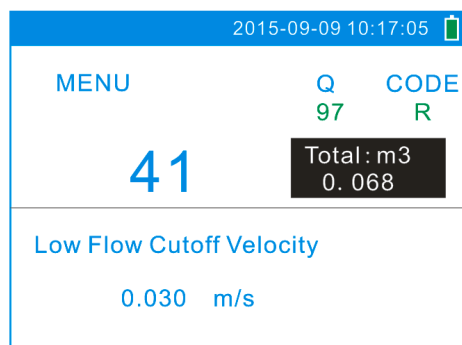 2015-09-09 10:17:05
MENU
Q
CODE
97
R
41
Total: m3
0.068
Low Flow Cutoff Velocity
0.030 m/s